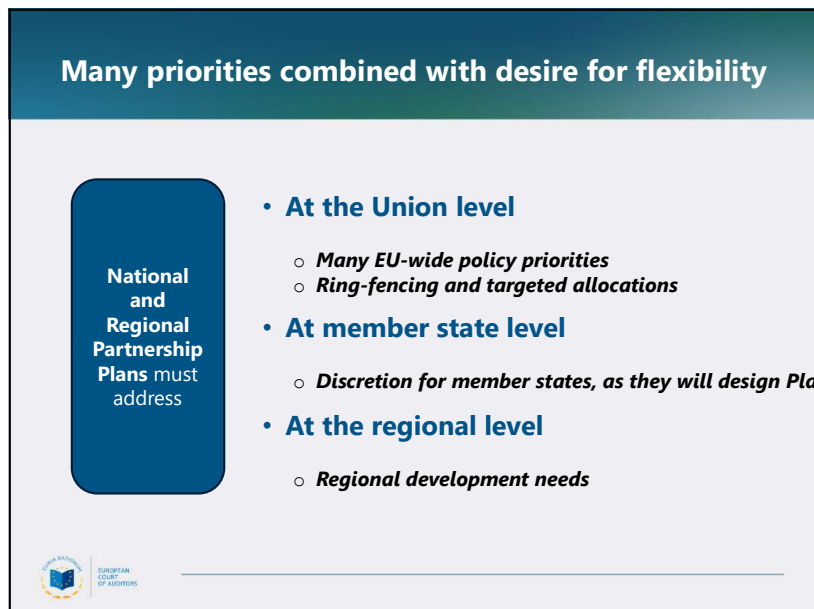 Many priorities combined with desire for flexibility
National
and
Regional
Partnership
Plans must
address
• At the Union level
o Many EU-wide policy priorities
o Ring-fencing and targeted allocations
• At member state level
o Discretion for member states, as they will design Pla
• At the regional level
o Regional development needs
CURIA RATIONUM
EUROPEAN
COURT
OF AUDITORS